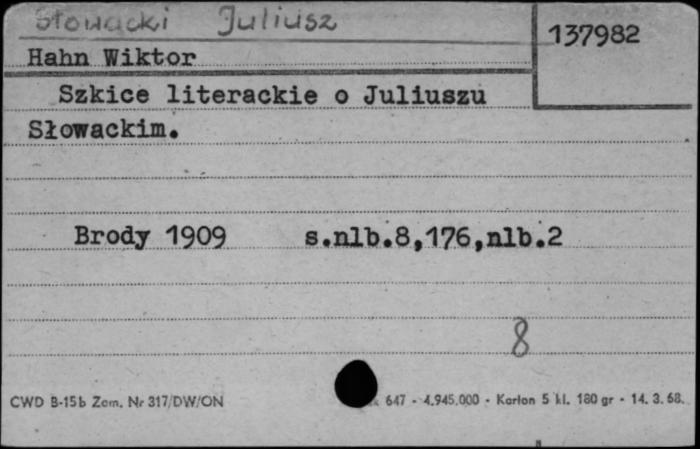 Słowacki Juliusz
137982
Hahn Wiktor
Szkice literackie o Juliuszu
Słowackim.
Brody 1909 s.nlb.8,176,nlb.2
8
CWD B-15b Zam. Nr 317/DW/ON 647 - 4.945.000 - Karton 5 kl. 180 gr - 14. 3. 68.